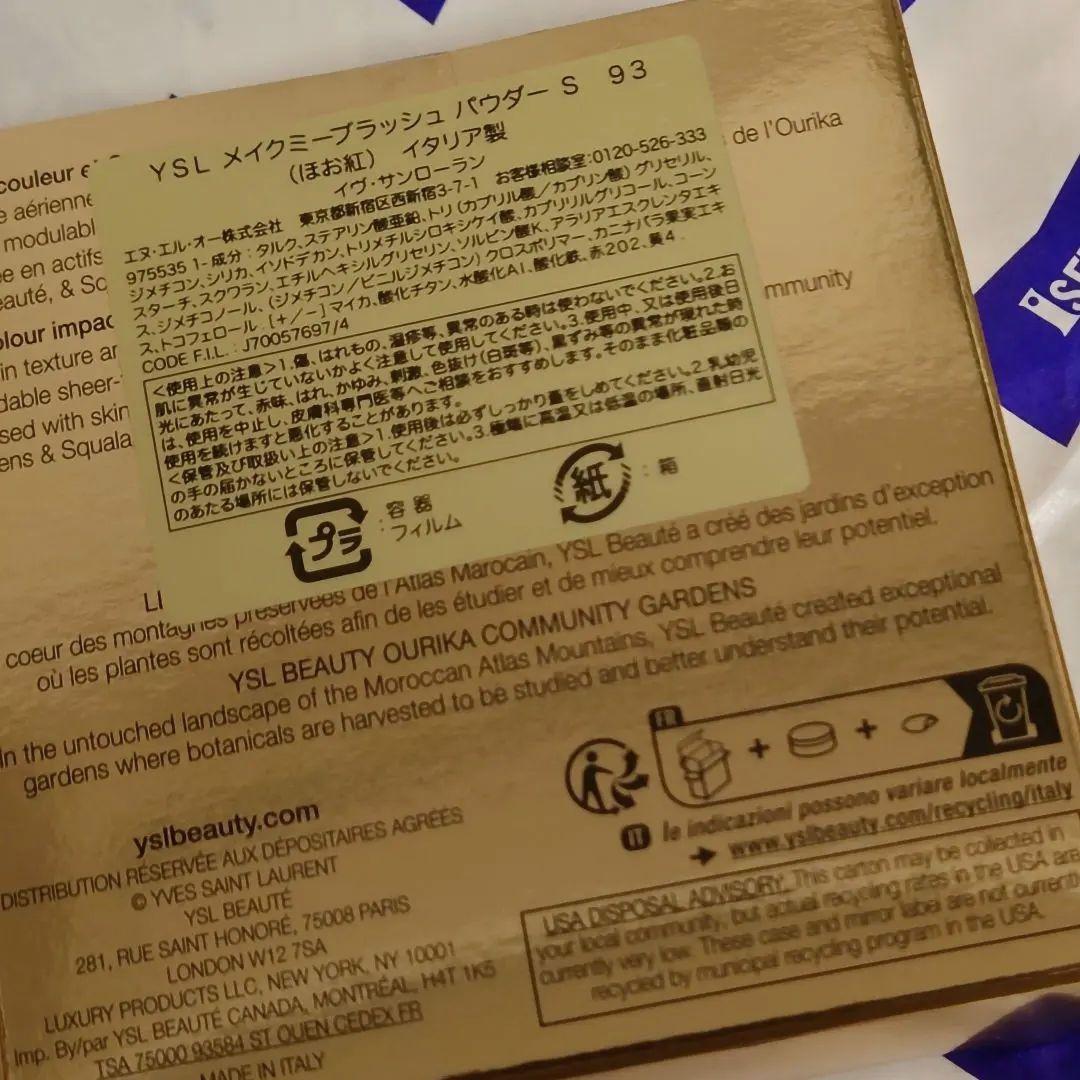 couleur e
de l'Ourika
e aérienne
modulabl
ée en actifs
eauté, & Sq
olour impac
mmunity
in texture an
dable sheer-
sed with skin
ens & Squala
YSL メイクミーブラッシュ パウダー S 93
(ほお紅) イタリア製
イヴ・サンローラン
エヌ・エル・オー株式会社 東京都新宿区西新宿3-7-1 お客様相談室:0120-526-333
975535 1-成分:タルク、ステアリン酸亜鉛、トリ(カプリル酸/カプリン酸)グリセリル、
ジメチコン、シリカ、イソドデカン、トリメチルシロキシケイ酸、カプリリルグリコール、コーン
スターチ、スクワラン、エチルヘキシルグリセリン、ソルビン酸K、アラリアエスクレンタエキ
ス、ジメチコノール、(ジメチコン/ビニルジメチコン)クロスポリマー、カニナバラ果実エキ
ス、トコフェロール、[+/-]マイカ、酸化チタン、水酸化Al、酸化鉄、赤202、黄4
CODE F.I.L. : J70057697/4
<使用上の注意>1.傷、はれもの、湿疹等、異常のある時は使わないでください。2.お
肌に異常が生じていないかよく注意して使用してください。3.使用中、又は使用後日
光にあたって、赤味、はれ、かゆみ、刺激、色抜け(白斑等)、黒ずみ等の異常が現れた時
は、使用を中止し、皮膚科専門医等へご相談をおすすめします。そのまま化粧品類の
使用を続けますと悪化することがあります。
<保管及び取扱い上の注意>1.使用後は必ずしっかり蓋をしめてください。2.乳幼児
の手の届かないところに保管してください。3.極端に高温又は低温の場所、直射日光
のあたる場所には保管しないでください。
プラ : 容器
フィルム
紙 : 箱
LI
coeur des montagnes préservées de l'Atlas Marocain, YSL Beauté a créé des jardins d'exception
où les plantes sont récoltées afin de les étudier et de mieux comprendre leur potentiel.
YSL BEAUTY OURIKA COMMUNITY GARDENS
In the untouched landscape of the Moroccan Atlas Mountains, YSL Beauté created exceptional
gardens where botanicals are harvested to be studied and better understand their potential.
FR
IT le indicazioni possono variare localmente
www.yslbeauty.com/recycling/italy
yslbeauty.com
DISTRIBUTION RÉSERVÉE AUX DÉPOSITAIRES AGRÉÉS
© YVES SAINT LAURENT
YSL BEAUTÉ
281, RUE SAINT HONORÉ, 75008 PARIS
LONDON W12 7SA
LUXURY PRODUCTS LLC, NEW YORK, NY 10001
Imp. By/par YSL BEAUTÉ CANADA, MONTRÉAL, H4T 1K5
TSA 75000 93584 ST OUEN CEDEX FR
MADE IN ITALY
USA DISPOSAL ADVISORY: This carton may be collected in
your local community, but actual recycling rates in the USA are
currently very low. These case and mirror label are not currently
recycled by municipal recycling program in the USA.